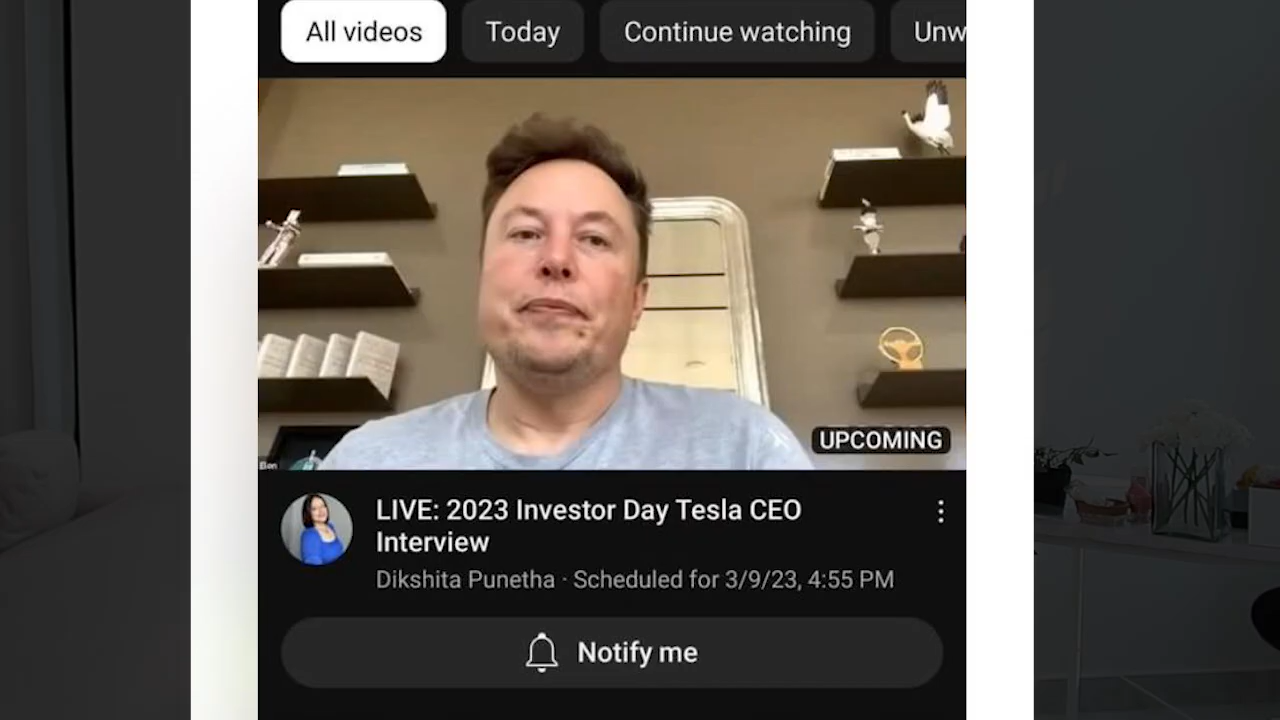 All videos
Today
Continue watching
Unw
Elon
UPCOMING
LIVE: 2023 Investor Day Tesla CEO
Interview
Dikshita Punetha · Scheduled for 3/9/23, 4:55 PM
Notify me